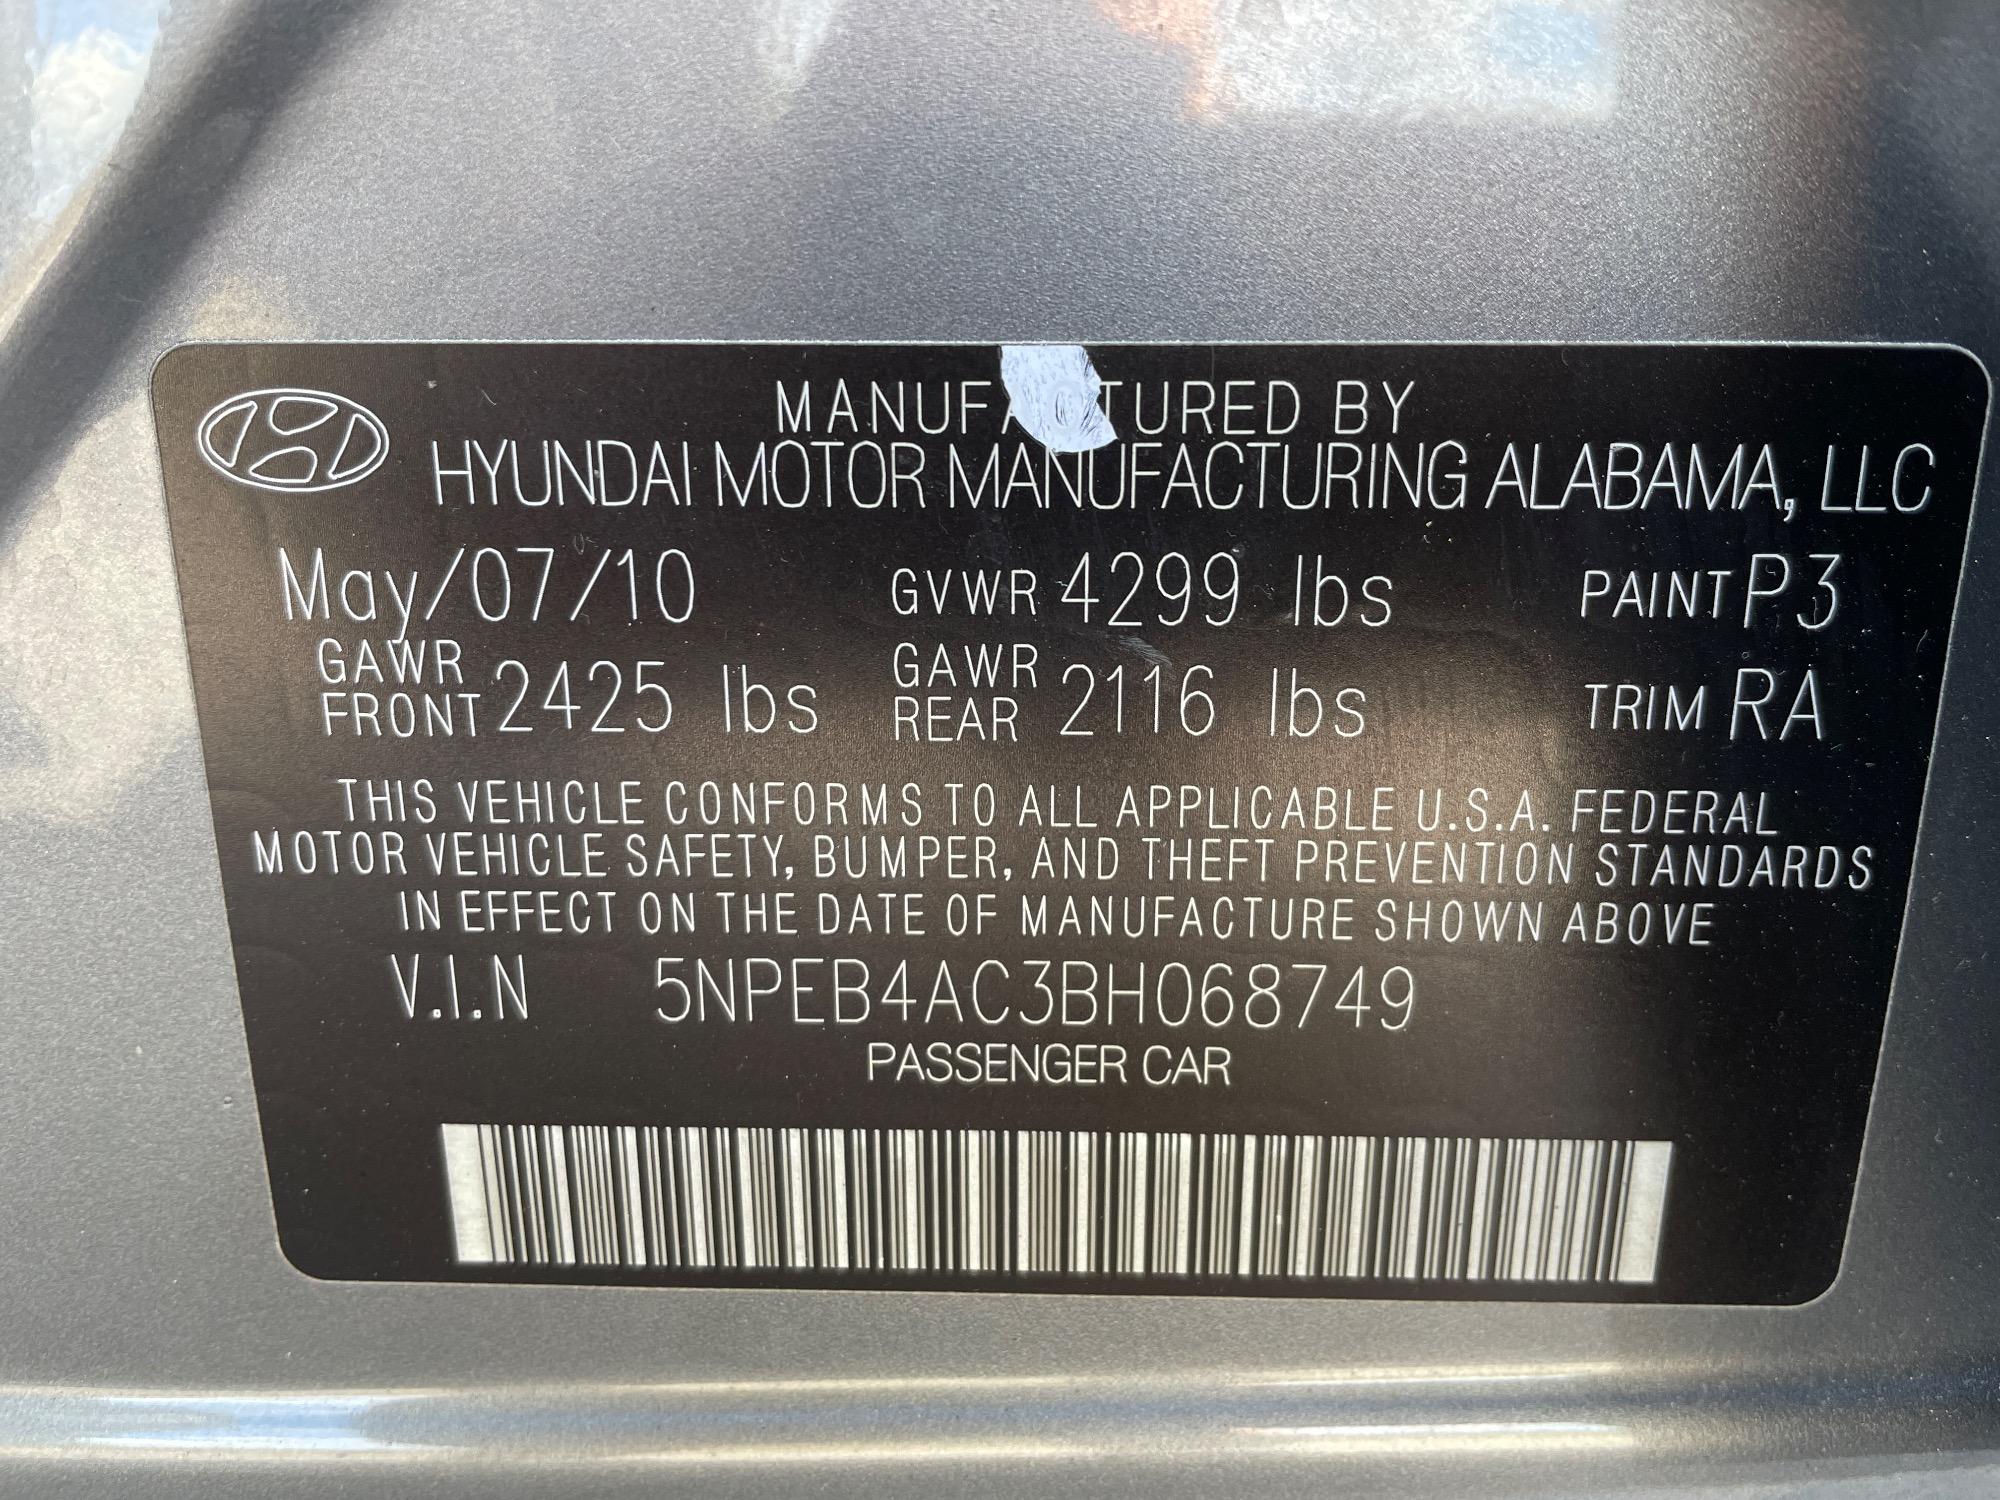 MANUFACTURED BY
HYUNDAI MOTOR MANUFACTURING ALABAMA, LLC
May/07/10 GVWR 4299 lbs PAINT P3
GAWR FRONT 2425 lbs GAWR REAR 2116 lbs TRIM RA
THIS VEHICLE CONFORMS TO ALL APPLICABLE U.S.A. FEDERAL
MOTOR VEHICLE SAFETY, BUMPER, AND THEFT PREVENTION STANDARDS
IN EFFECT ON THE DATE OF MANUFACTURE SHOWN ABOVE
V.I.N 5NPEB4AC3BH068749
PASSENGER CAR